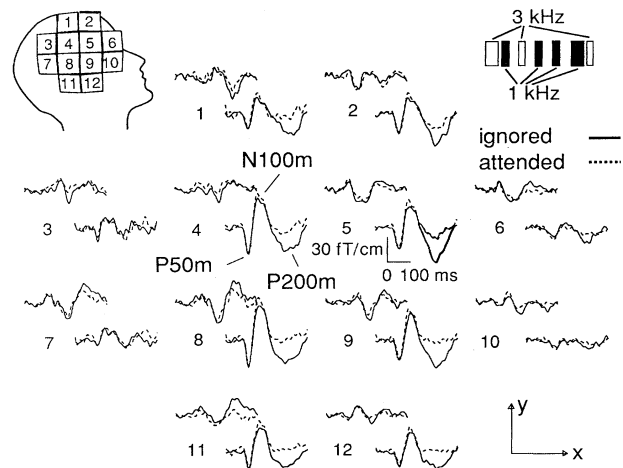 1 2
3 4 5 6
7 8 9 10
11 12
3 kHz
1 kHz
ignored
attended
1
2
N100m
3
4
5
6
30 fT/cm
0 100 ms
P50m
P200m
7
8
9
10
11
12
y
x